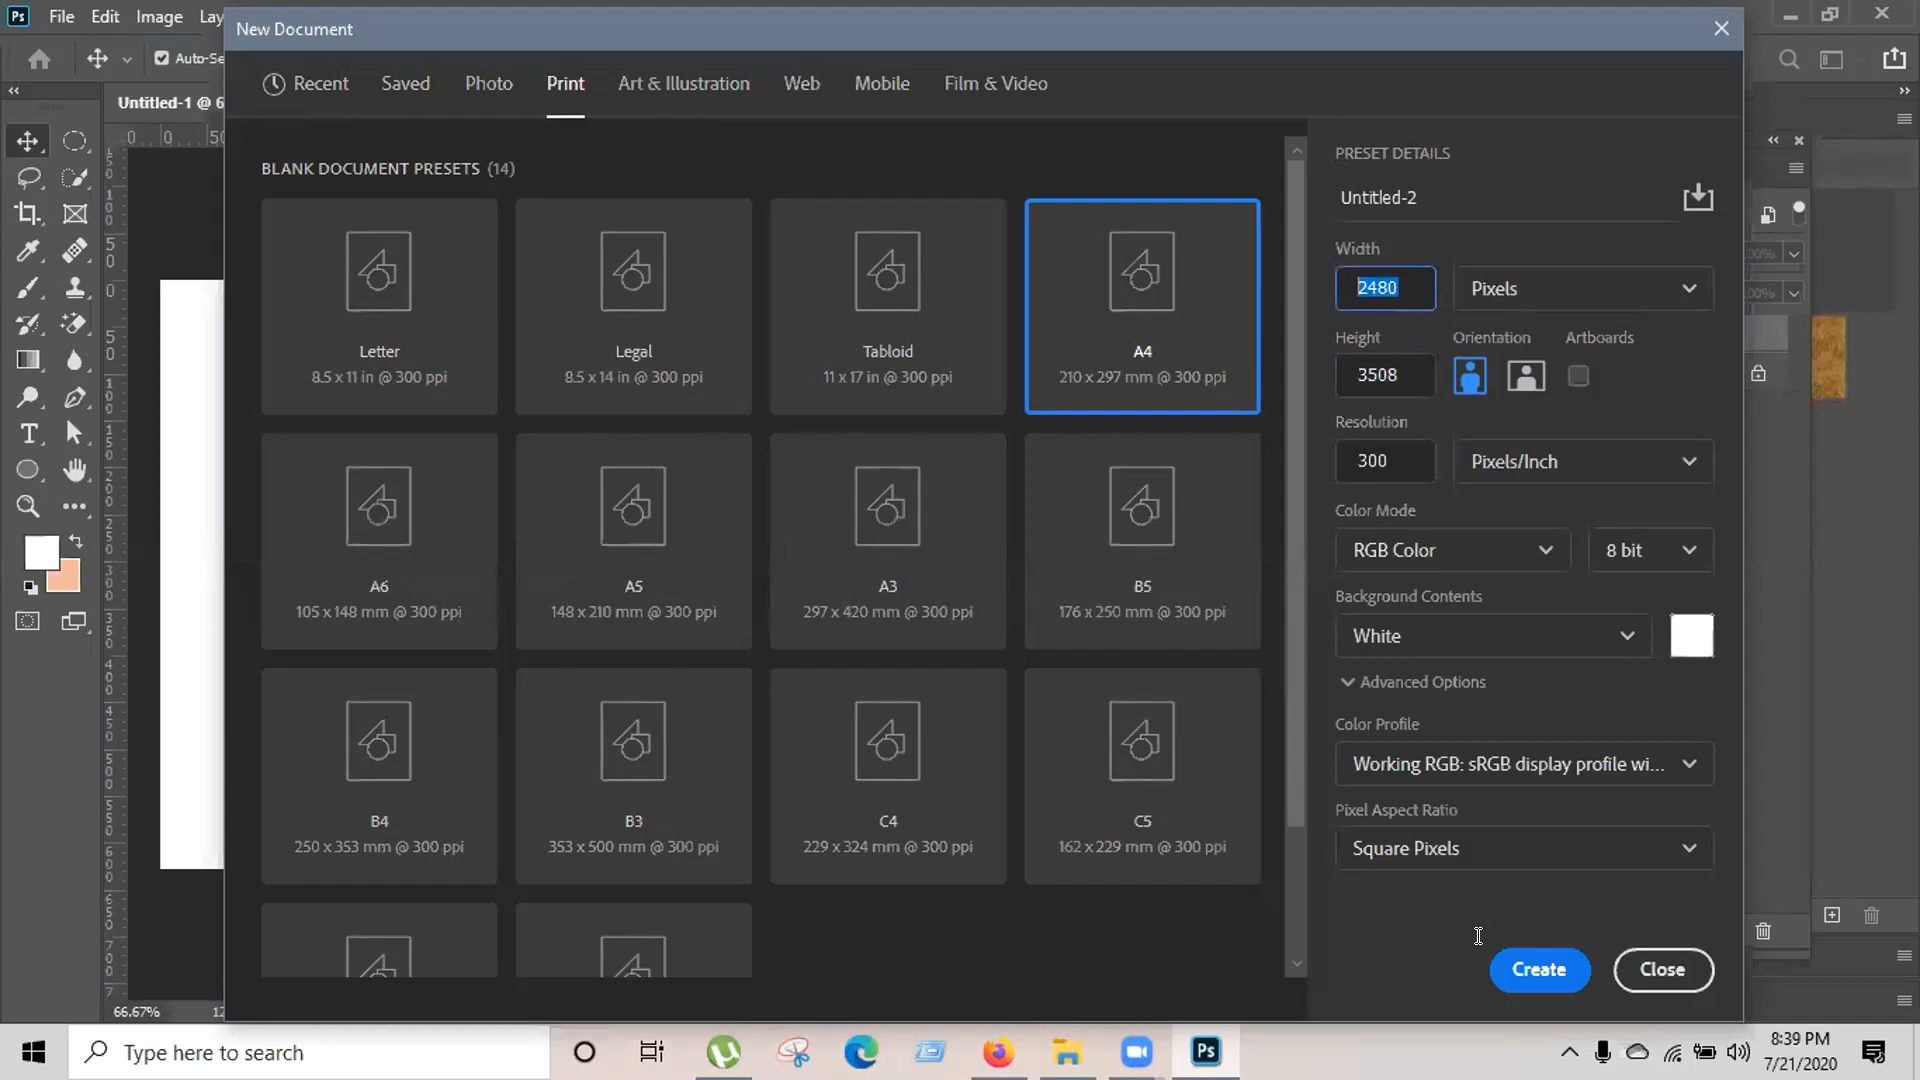 Ps File Edit Image Lay
New Document
Auto-Se
Recent Saved Photo Print Art & Illustration Web Mobile Film & Video
Untitled-1 @ 6
BLANK DOCUMENT PRESETS (14)
Letter
8.5 x 11 in @ 300 ppi
Legal
8.5 x 14 in @ 300 ppi
Tabloid
11 x 17 in @ 300 ppi
A4
210 x 297 mm @ 300 ppi
A6
105 x 148 mm @ 300 ppi
A5
148 x 210 mm @ 300 ppi
A3
297 x 420 mm @ 300 ppi
B5
176 x 250 mm @ 300 ppi
B4
250 x 353 mm @ 300 ppi
B3
353 x 500 mm @ 300 ppi
C4
229 x 324 mm @ 300 ppi
C5
162 x 229 mm @ 300 ppi
PRESET DETAILS
Untitled-2
Width
2480 Pixels
Height Orientation Artboards
3508
Resolution
300 Pixels/Inch
Color Mode
RGB Color 8 bit
Background Contents
White
Advanced Options
Color Profile
Working RGB: sRGB display profile wi...
Pixel Aspect Ratio
Square Pixels
Create Close
66.67%
Type here to search
Ps
8:39 PM
7/21/2020